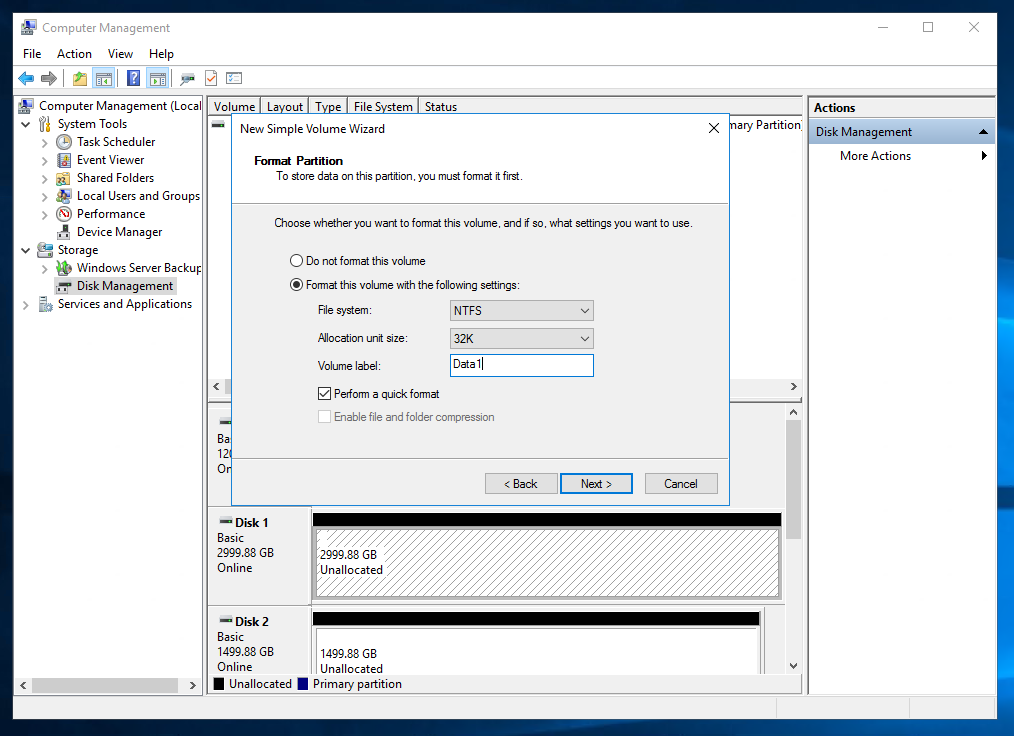 Computer Management
File Action View Help
Computer Management (Local
System Tools
Task Scheduler
Event Viewer
Shared Folders
Local Users and Groups
Performance
Device Manager
Storage
Windows Server Backup
Disk Management
Services and Applications
Volume Layout Type File System Status
mary Partition)
New Simple Volume Wizard
Format Partition
To store data on this partition, you must format it first.
Choose whether you want to format this volume, and if so, what settings you want to use.
Do not format this volume
Format this volume with the following settings:
File system: NTFS
Allocation unit size: 32K
Volume label: Data1
Perform a quick format
Enable file and folder compression
< Back Next > Cancel
Bas
120
On
Disk 1
Basic
2999.88 GB
Online
2999.88 GB
Unallocated
Disk 2
Basic
1499.88 GB
Online
1499.88 GB
Unallocated
Unallocated Primary partition
Actions
Disk Management
More Actions